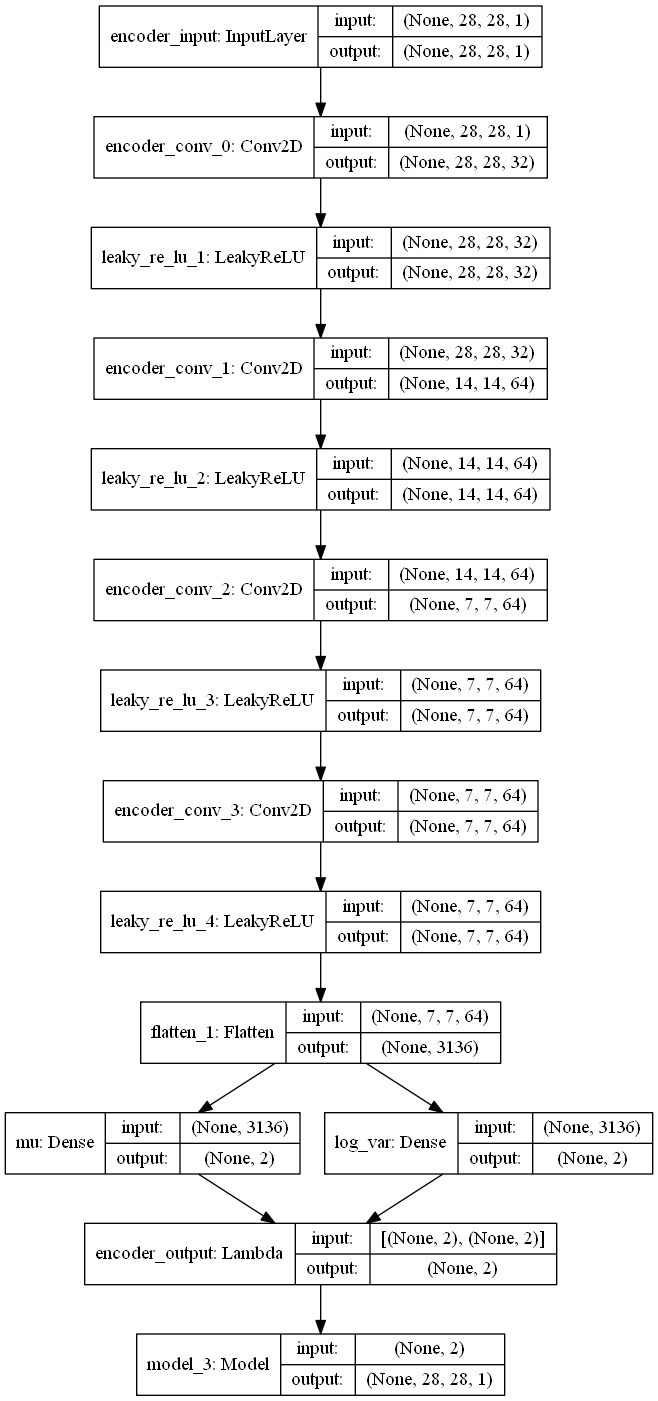 encoder_input: InputLayer
input: (None, 28, 28, 1)
output: (None, 28, 28, 1)
encoder_conv_0: Conv2D
input: (None, 28, 28, 1)
output: (None, 28, 28, 32)
leaky_re_lu_1: LeakyReLU
input: (None, 28, 28, 32)
output: (None, 28, 28, 32)
encoder_conv_1: Conv2D
input: (None, 28, 28, 32)
output: (None, 14, 14, 64)
leaky_re_lu_2: LeakyReLU
input: (None, 14, 14, 64)
output: (None, 14, 14, 64)
encoder_conv_2: Conv2D
input: (None, 14, 14, 64)
output: (None, 7, 7, 64)
leaky_re_lu_3: LeakyReLU
input: (None, 7, 7, 64)
output: (None, 7, 7, 64)
encoder_conv_3: Conv2D
input: (None, 7, 7, 64)
output: (None, 7, 7, 64)
leaky_re_lu_4: LeakyReLU
input: (None, 7, 7, 64)
output: (None, 7, 7, 64)
flatten_1: Flatten
input: (None, 7, 7, 64)
output: (None, 3136)
mu: Dense
input: (None, 3136)
output: (None, 2)
log_var: Dense
input: (None, 3136)
output: (None, 2)
encoder_output: Lambda
input: [(None, 2), (None, 2)]
output: (None, 2)
model_3: Model
input: (None, 2)
output: (None, 28, 28, 1)